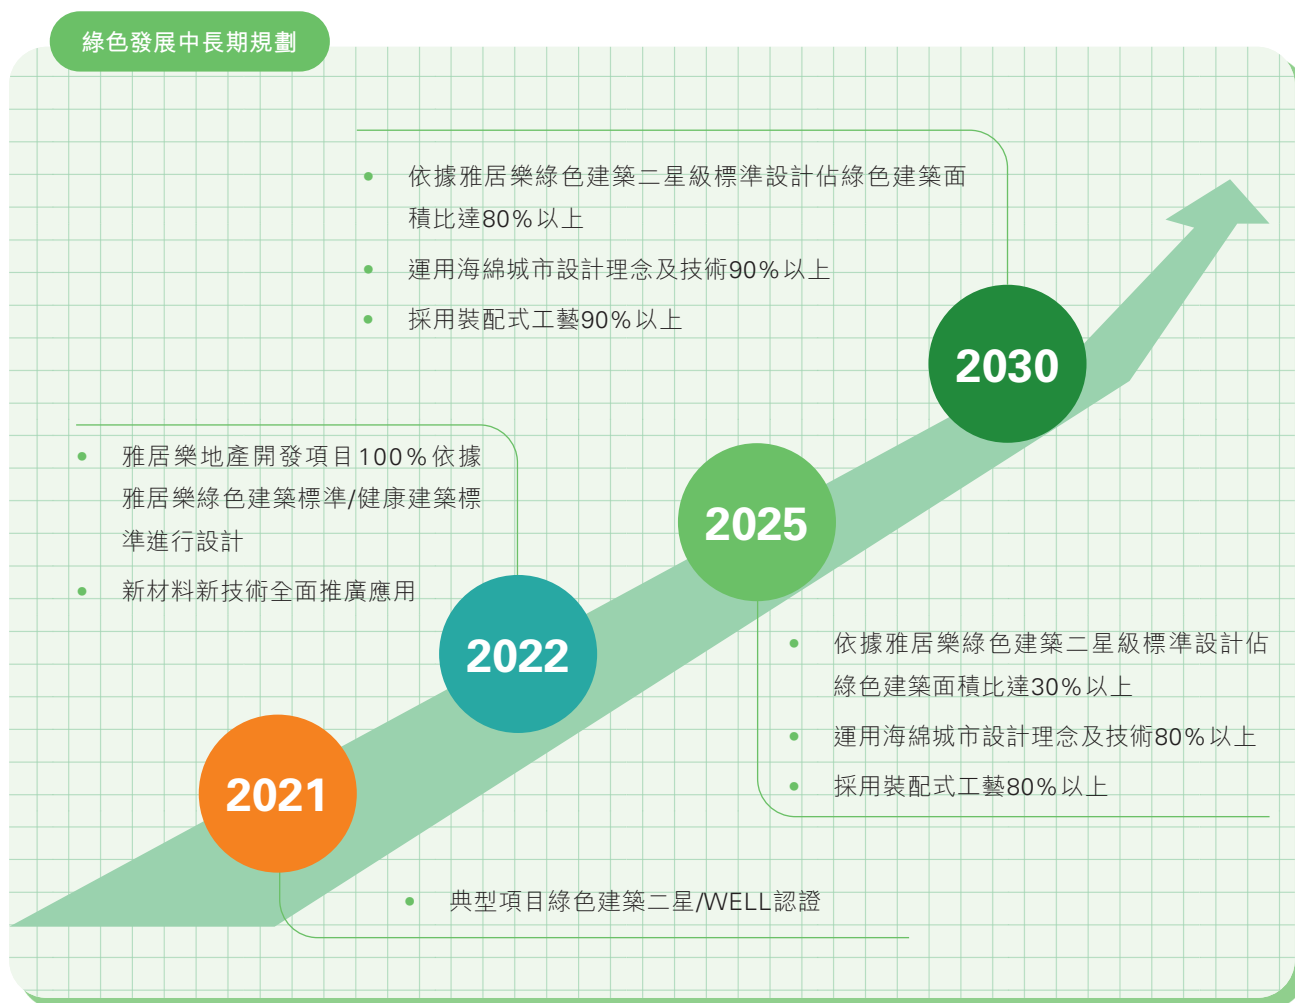 綠色發展中長期規劃
• 依據雅居樂綠色建築二星級標準設計佔綠色建築面
積比達80%以上
• 運用海綿城市設計理念及技術90%以上
• 採用裝配式工藝90%以上
2030
• 雅居樂地產開發項目100%依據
雅居樂綠色建築標準/健康建築標
準進行設計
• 新材料新技術全面推廣應用
2025
2022
• 依據雅居樂綠色建築二星級標準設計佔
綠色建築面積比達30%以上
• 運用海綿城市設計理念及技術80%以上
• 採用裝配式工藝80%以上
2021
• 典型項目綠色建築二星/WELL認證